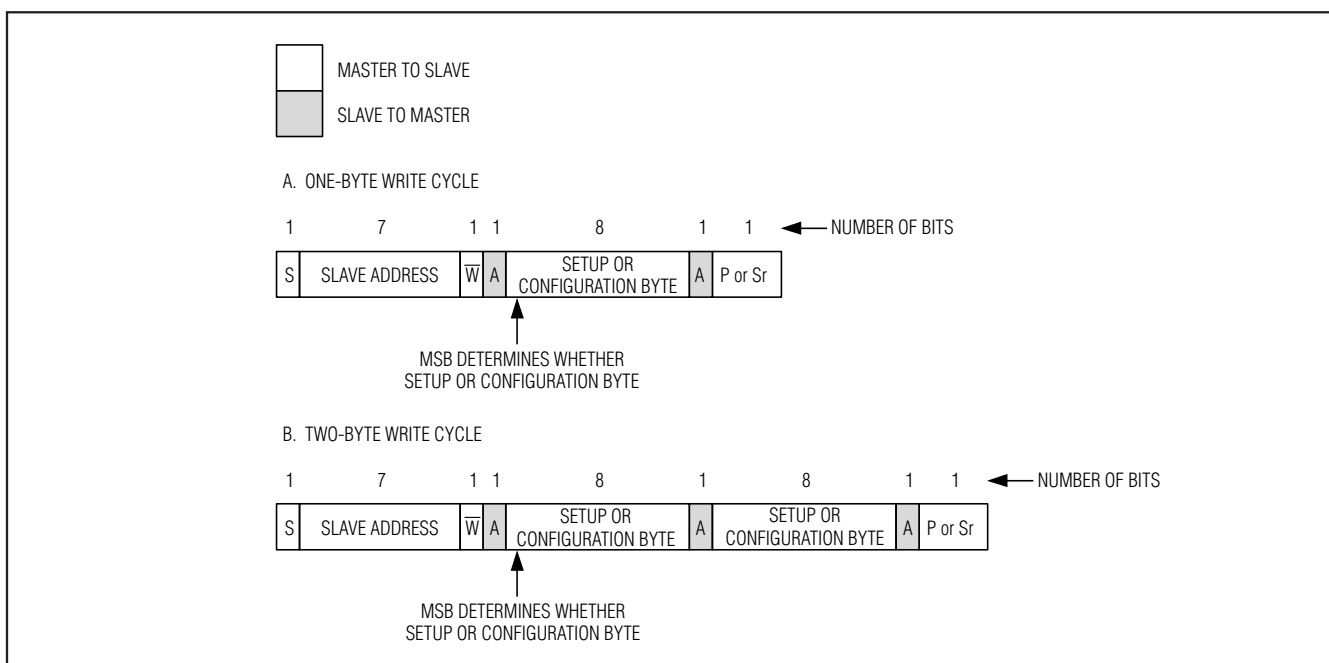 MASTER TO SLAVE
SLAVE TO MASTER
A. ONE-BYTE WRITE CYCLE
1 7 1 1 8 1 1 NUMBER OF BITS
S SLAVE ADDRESS W̅ A SETUP OR CONFIGURATION BYTE A P or Sr
MSB DETERMINES WHETHER
SETUP OR CONFIGURATION BYTE
B. TWO-BYTE WRITE CYCLE
1 7 1 1 8 1 8 1 1 NUMBER OF BITS
S SLAVE ADDRESS W̅ A SETUP OR CONFIGURATION BYTE A SETUP OR CONFIGURATION BYTE A P or Sr
MSB DETERMINES WHETHER
SETUP OR CONFIGURATION BYTE